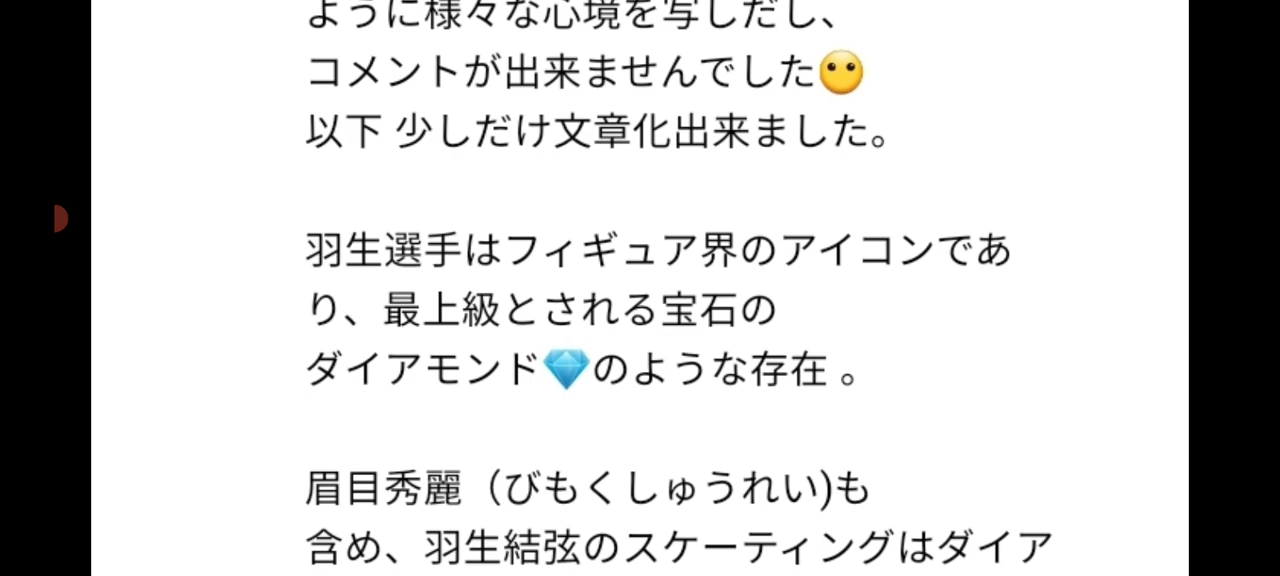 ように様々な心境を写しだし、
コメントが出来ませんでした😶
以下 少しだけ文章化出来ました。
羽生選手はフィギュア界のアイコンであ
り、最上級とされる宝石の
ダイアモンド💎のような存在 。
眉目秀麗（びもくしゅうれい)も
含め、羽生結弦のスケーティングはダイア